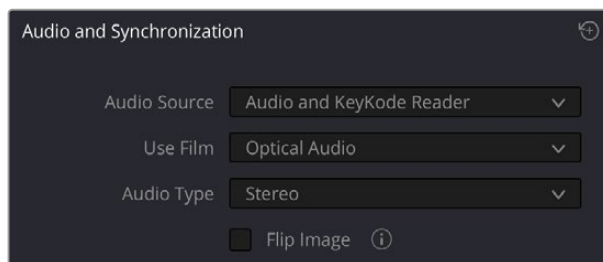 Audio and Synchronization
Audio Source Audio and KeyKode Reader
Use Film Optical Audio
Audio Type Stereo
Flip Image